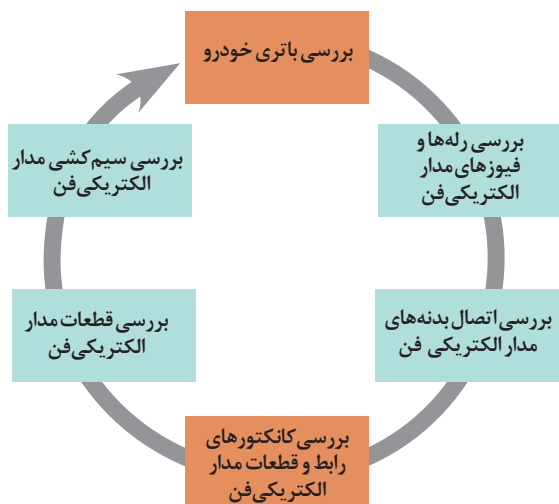 بررسی باتری خودرو
بررسی رله‌ها و
فیوزهای مدار
الکتریکی‌فن
بررسی اتصال بدنه‌های
مدار الکتریکی فن
بررسی کانکتورهای
رابط و قطعات مدار
الکتریکی‌فن
بررسی قطعات مدار
الکتریکی‌فن
بررسی سیم‌کشی مدار
الکتریکی‌فن